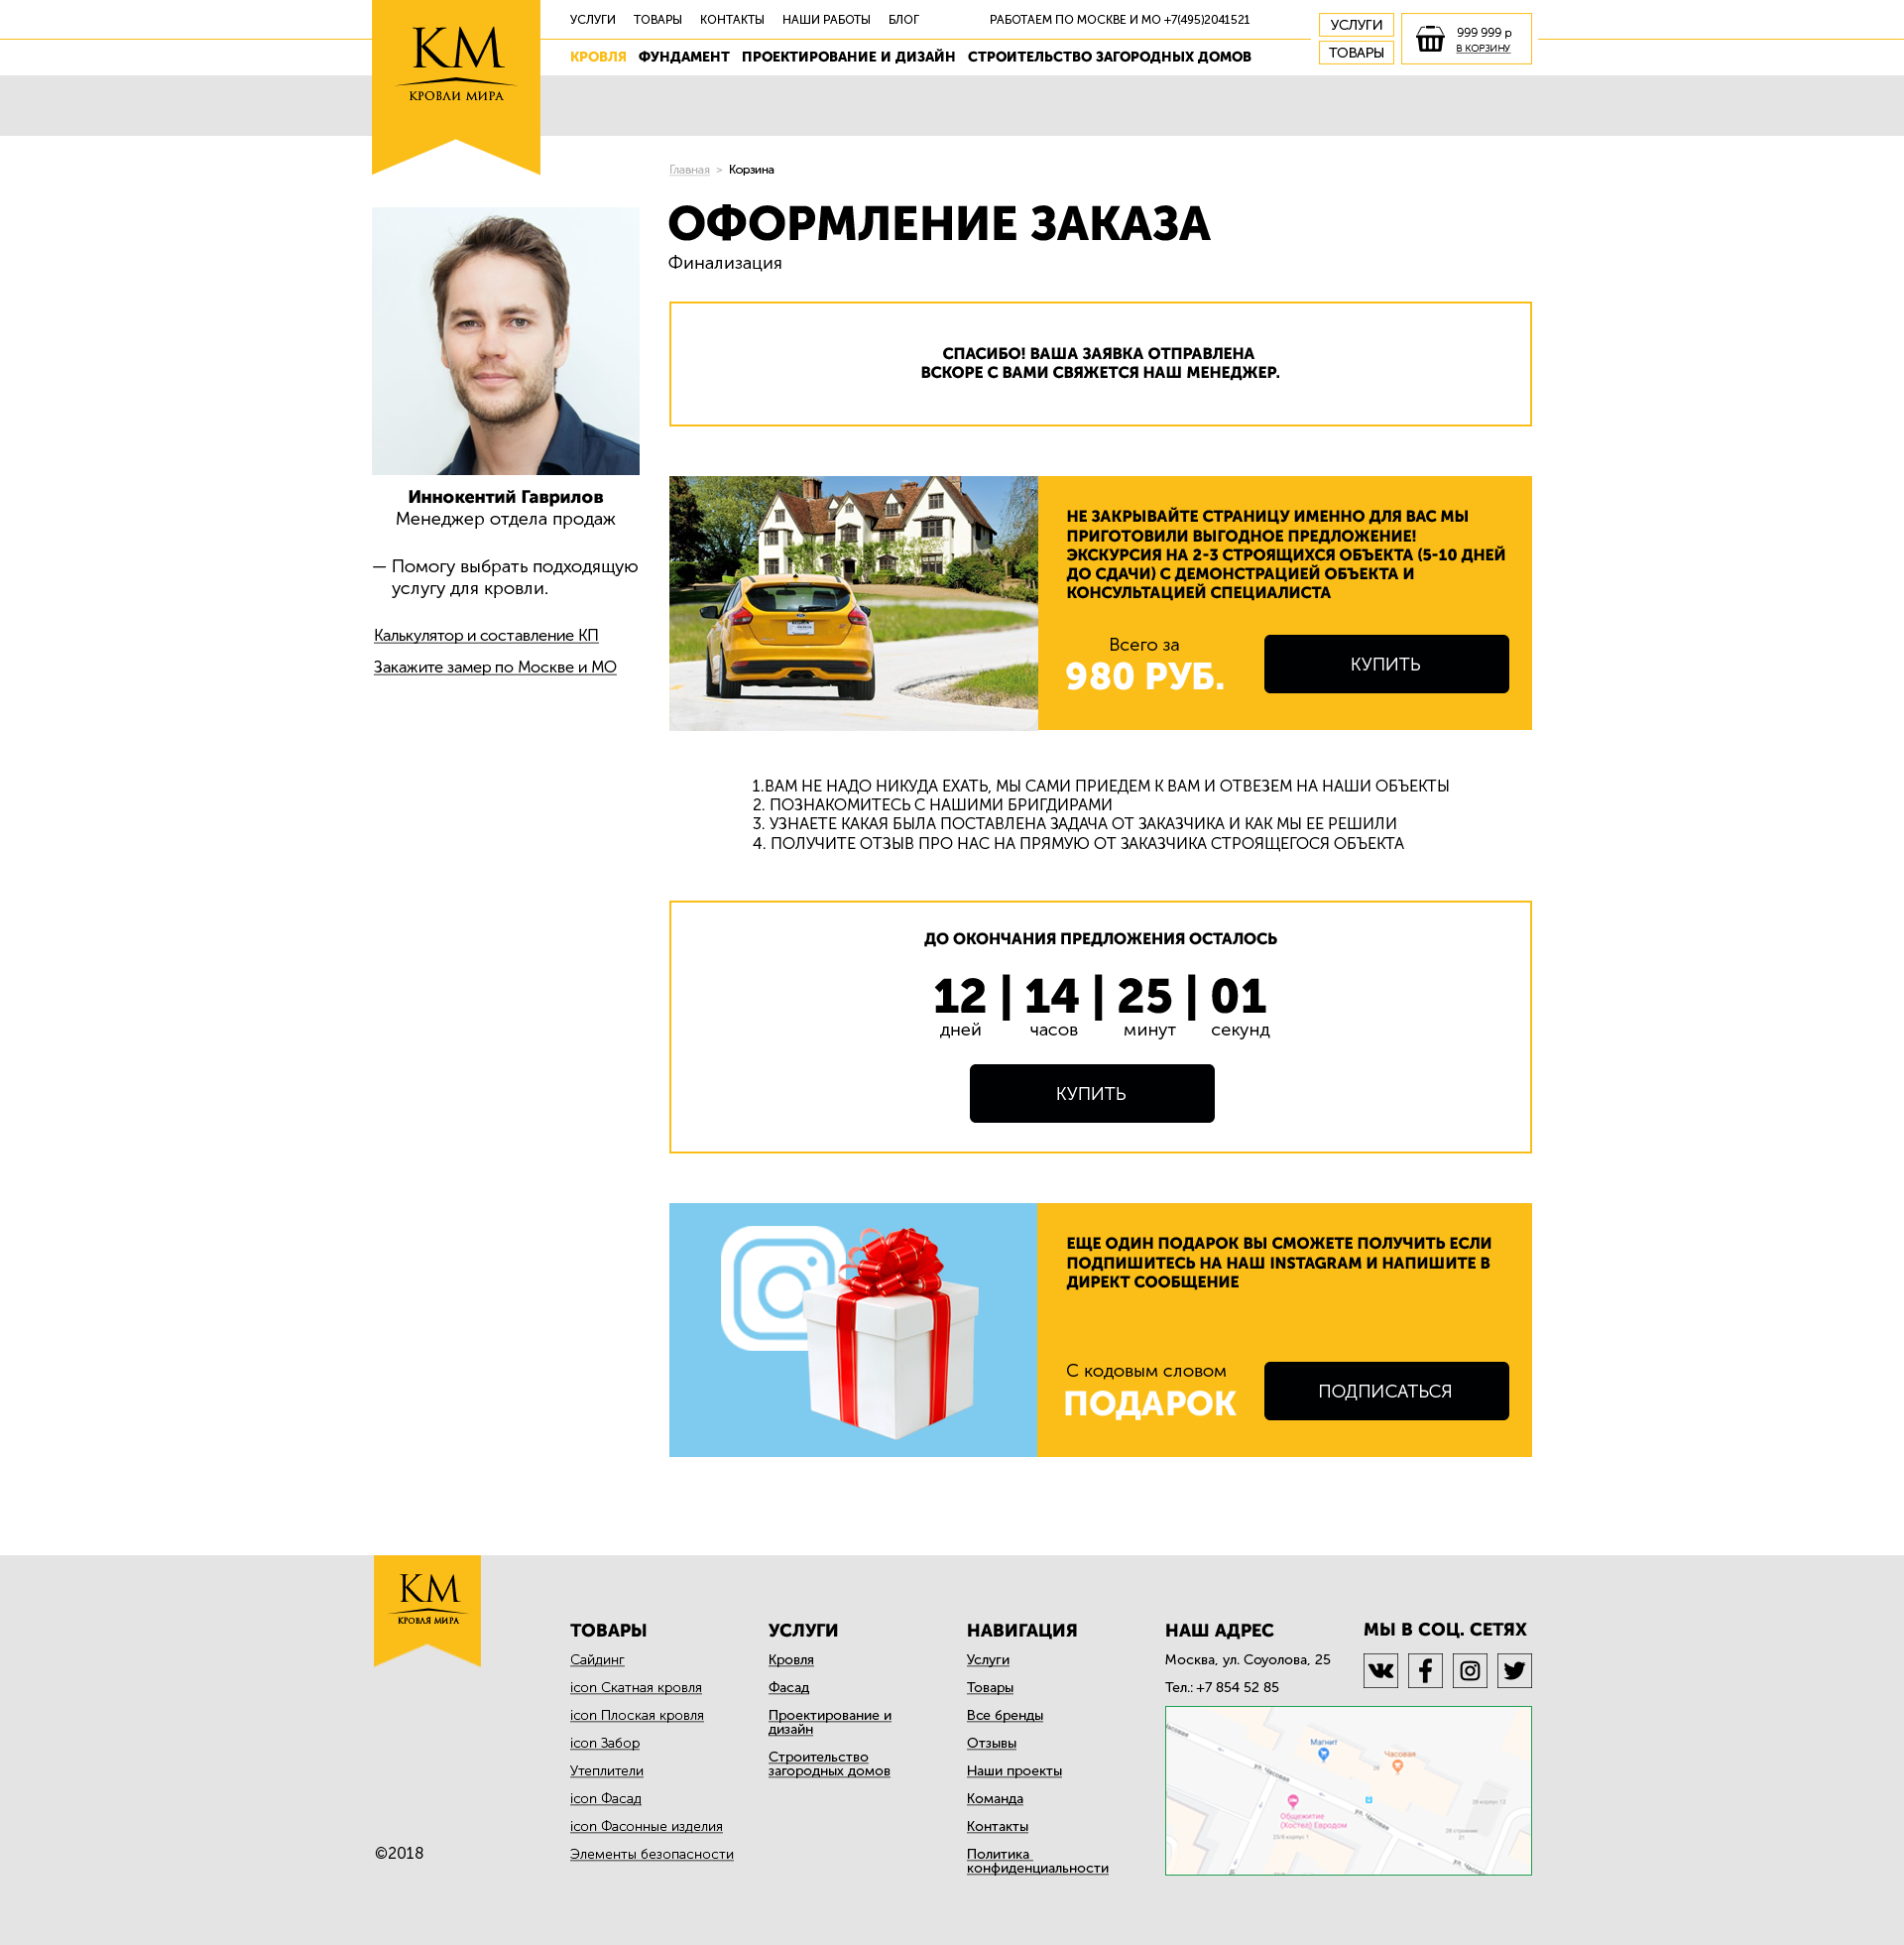 УСЛУГИ ТОВАРЫ КОНТАКТЫ НАШИ РАБОТЫ БЛОГ РАБОТАЕМ ПО МОСКВЕ И МО +7(495)2041521
КРОВЛЯ ФУНДАМЕНТ ПРОЕКТИРОВАНИЕ И ДИЗАЙН СТРОИТЕЛЬСТВО ЗАГОРОДНЫХ ДОМОВ
УСЛУГИ
ТОВАРЫ
999 999 р
В КОРЗИНУ
КМ
КРОВЛИ МИРА
Главная > Корзина
ОФОРМЛЕНИЕ ЗАКАЗА
Финализация
СПАСИБО! ВАША ЗАЯВКА ОТПРАВЛЕНА
ВСКОРЕ С ВАМИ СВЯЖЕТСЯ НАШ МЕНЕДЖЕР.
Иннокентий Гаврилов
Менеджер отдела продаж
— Помогу выбрать подходящую
услугу для кровли.
Калькулятор и составление КП
Закажите замер по Москве и МО
НЕ ЗАКРЫВАЙТЕ СТРАНИЦУ ИМЕННО ДЛЯ ВАС МЫ
ПРИГОТОВИЛИ ВЫГОДНОЕ ПРЕДЛОЖЕНИЕ!
ЭКСКУРСИЯ НА 2-3 СТРОЯЩИХСЯ ОБЪЕКТА (5-10 ДНЕЙ
ДО СДАЧИ) С ДЕМОНСТРАЦИЕЙ ОБЪЕКТА И
КОНСУЛЬТАЦИЕЙ СПЕЦИАЛИСТА
Всего за
980 РУБ.
КУПИТЬ
1.ВАМ НЕ НАДО НИКУДА ЕХАТЬ, МЫ САМИ ПРИЕДЕМ К ВАМ И ОТВЕЗЕМ НА НАШИ ОБЪЕКТЫ
2. ПОЗНАКОМИТЕСЬ С НАШИМИ БРИГДИРАМИ
3. УЗНАЕТЕ КАКАЯ БЫЛА ПОСТАВЛЕНА ЗАДАЧА ОТ ЗАКАЗЧИКА И КАК МЫ ЕЕ РЕШИЛИ
4. ПОЛУЧИТЕ ОТЗЫВ ПРО НАС НА ПРЯМУЮ ОТ ЗАКАЗЧИКА СТРОЯЩЕГОСЯ ОБЪЕКТА
ДО ОКОНЧАНИЯ ПРЕДЛОЖЕНИЯ ОСТАЛОСЬ
12 | 14 | 25 | 01
дней часов минут секунд
КУПИТЬ
ЕЩЕ ОДИН ПОДАРОК ВЫ СМОЖЕТЕ ПОЛУЧИТЬ ЕСЛИ
ПОДПИШИТЕСЬ НА НАШ INSTAGRAM И НАПИШИТЕ В
ДИРЕКТ СООБЩЕНИЕ
С кодовым словом
ПОДАРОК
ПОДПИСАТЬСЯ
КМ
КРОВЛЯ МИРА
©2018
ТОВАРЫ
Сайдинг
icon Скатная кровля
icon Плоская кровля
icon Забор
Утеплители
icon Фасад
icon Фасонные изделия
Элементы безопасности
УСЛУГИ
Кровля
Фасад
Проектирование и
дизайн
Строительство
загородных домов
НАВИГАЦИЯ
Услуги
Товары
Все бренды
Отзывы
Наши проекты
Команда
Контакты
Политика
конфиденциальности
НАШ АДРЕС
Москва, ул. Соуолова, 25
Тел.: +7 854 52 85
МЫ В СОЦ. СЕТЯХ
Магнит
Часовая
ул. Часовая
ул. Часовая
Общежитие
(Хостел) Евродом